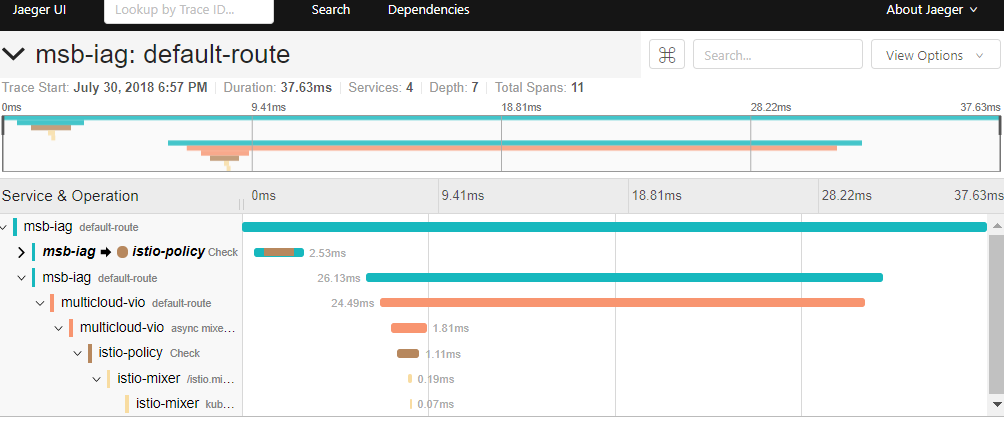 Jaeger UI Lookup by Trace ID... Search Dependencies About Jaeger
msb-iag: default-route ⌘ Search... View Options
Trace Start: July 30, 2018 6:57 PM Duration: 37.63ms Services: 4 Depth: 7 Total Spans: 11
0ms 9.41ms 18.81ms 28.22ms 37.63ms
Service & Operation 0ms 9.41ms 18.81ms 28.22ms 37.63ms
msb-iag default-route
msb-iag ➡ istio-policy Check 2.53ms
msb-iag default-route 26.13ms
multicloud-vio default-route 24.49ms
multicloud-vio async mixe... 1.81ms
istio-policy Check 1.11ms
istio-mixer /istio.mi... 0.19ms
istio-mixer kub... 0.07ms